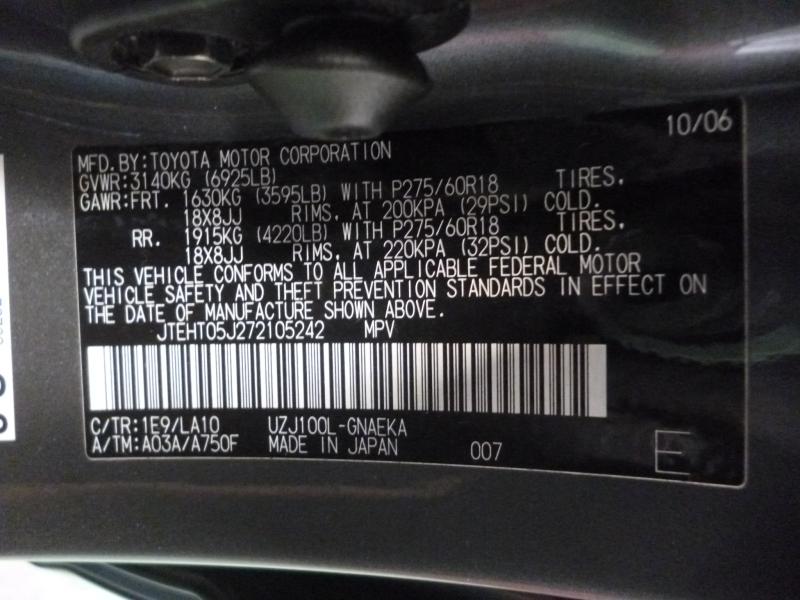 10/06
MFD. BY: TOYOTA MOTOR CORPORATION
GVWR: 3140KG (6925LB)
GAWR: FRT. 1630KG (3595LB) WITH P275/60R18 TIRES,
18X8JJ RIMS, AT 200KPA (29PSI) COLD.
RR. 1915KG (4220LB) WITH P275/60R18 TIRES,
18X8JJ RIMS, AT 220KPA (32PSI) COLD.
THIS VEHICLE CONFORMS TO ALL APPLICABLE FEDERAL MOTOR
VEHICLE SAFETY AND THEFT PREVENTION STANDARDS IN EFFECT ON
THE DATE OF MANUFACTURE SHOWN ABOVE.
JTEHT05J272105242 MPV
C/TR: 1E9/LA10 UZJ100L-GNAEKA
A/TM: A03A/A750F MADE IN JAPAN 007 E